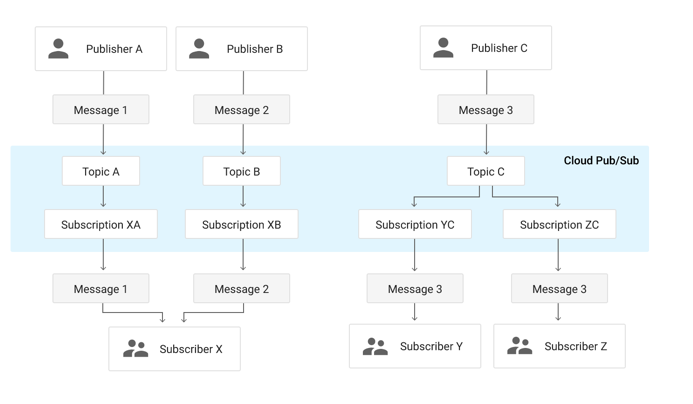 Publisher A
Publisher B
Publisher C
Message 1
Message 2
Message 3
Cloud Pub/Sub
Topic A
Topic B
Topic C
Subscription XA
Subscription XB
Subscription YC
Subscription ZC
Message 1
Message 2
Message 3
Message 3
Subscriber X
Subscriber Y
Subscriber Z